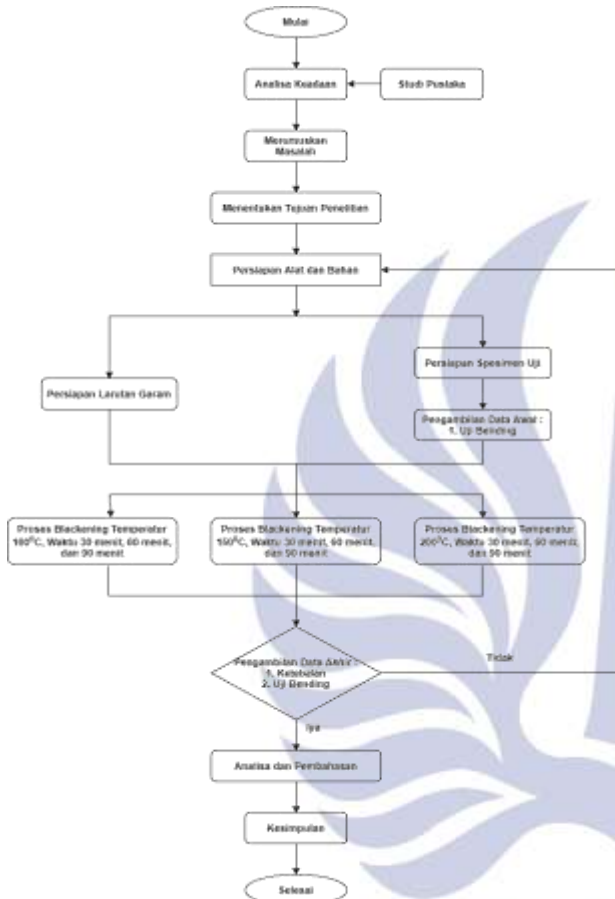 Mulai
Analisa Keadaan
Studi Pustaka
Merumuskan
Masalah
Menentukan Tujuan Penelitian
Persiapan Alat dan Bahan
Persiapan Spesimen Uji
Persiapan Larutan Garam
Pengambilan Data Awal :
1. Uji Bending
Proses Blackening Temperatur
100⁰C, Waktu 30 menit, 60 menit,
dan 90 menit
Proses Blackening Temperatur
150⁰C, Waktu 30 menit, 60 menit,
dan 90 menit
Proses Blackening Temperatur
200⁰C, Waktu 30 menit, 60 menit,
dan 90 menit
Pengambilan Data Akhir :
1. Ketebalan
2. Uji Bending
Tidak
Iya
Analisa dan Pembahasan
Kesimpulan
Selesai